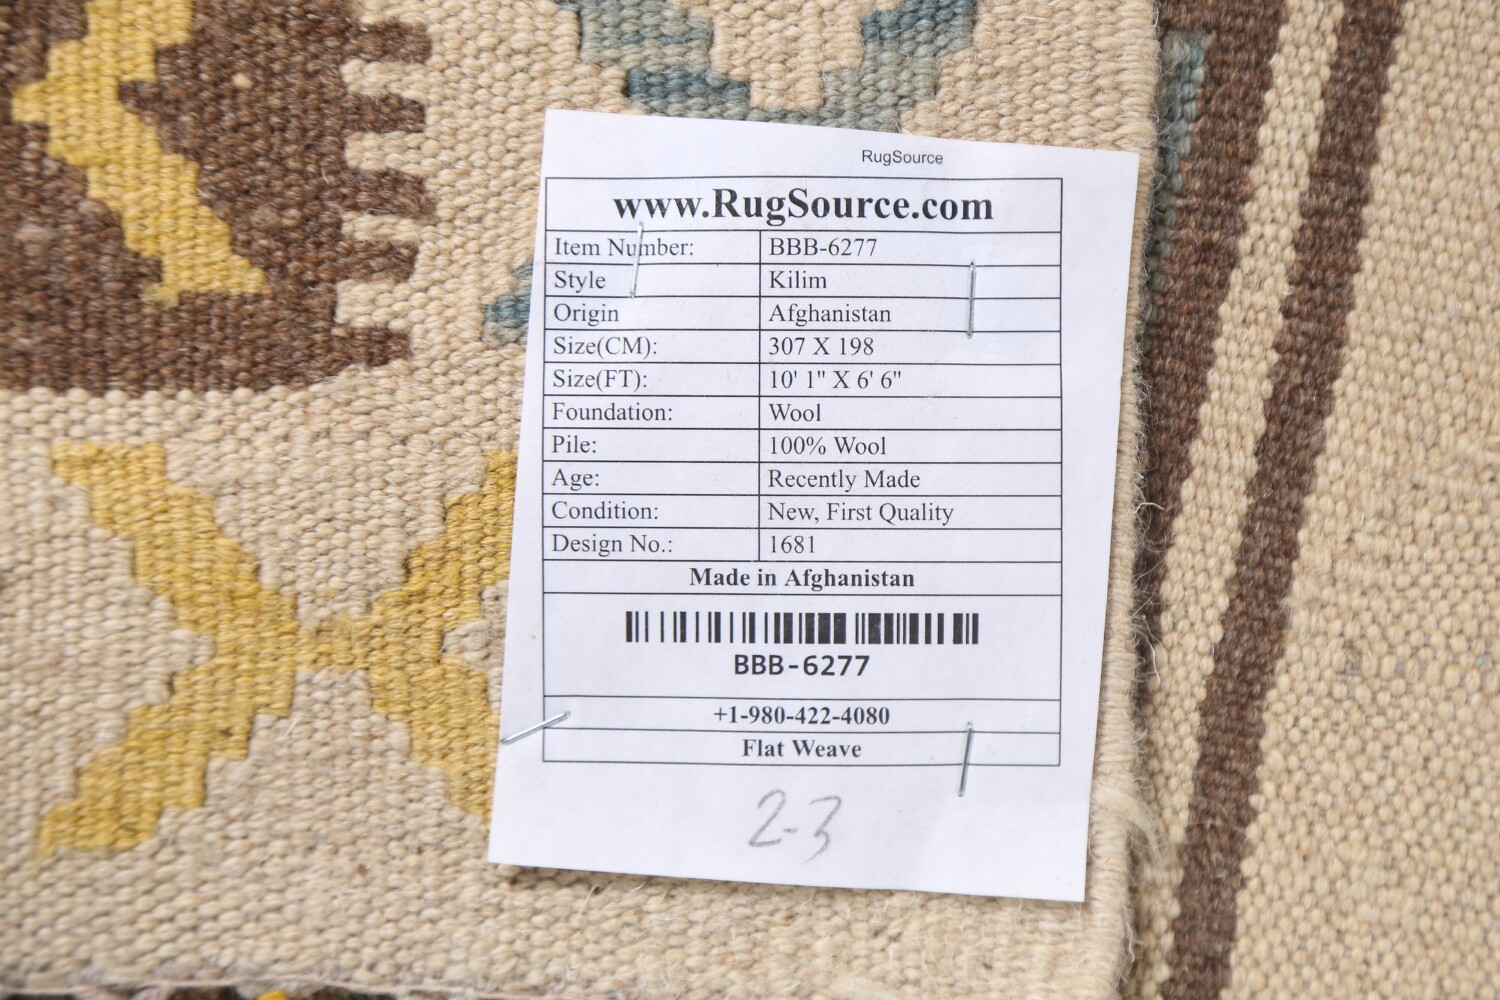 RugSource
www.RugSource.com
Item Number: BBB-6277
Style Kilim
Origin Afghanistan
Size(CM): 307 X 198
Size(FT): 10' 1" X 6' 6"
Foundation: Wool
Pile: 100% Wool
Age: Recently Made
Condition: New, First Quality
Design No.: 1681
Made in Afghanistan
BBB-6277
+1-980-422-4080
Flat Weave
2-3